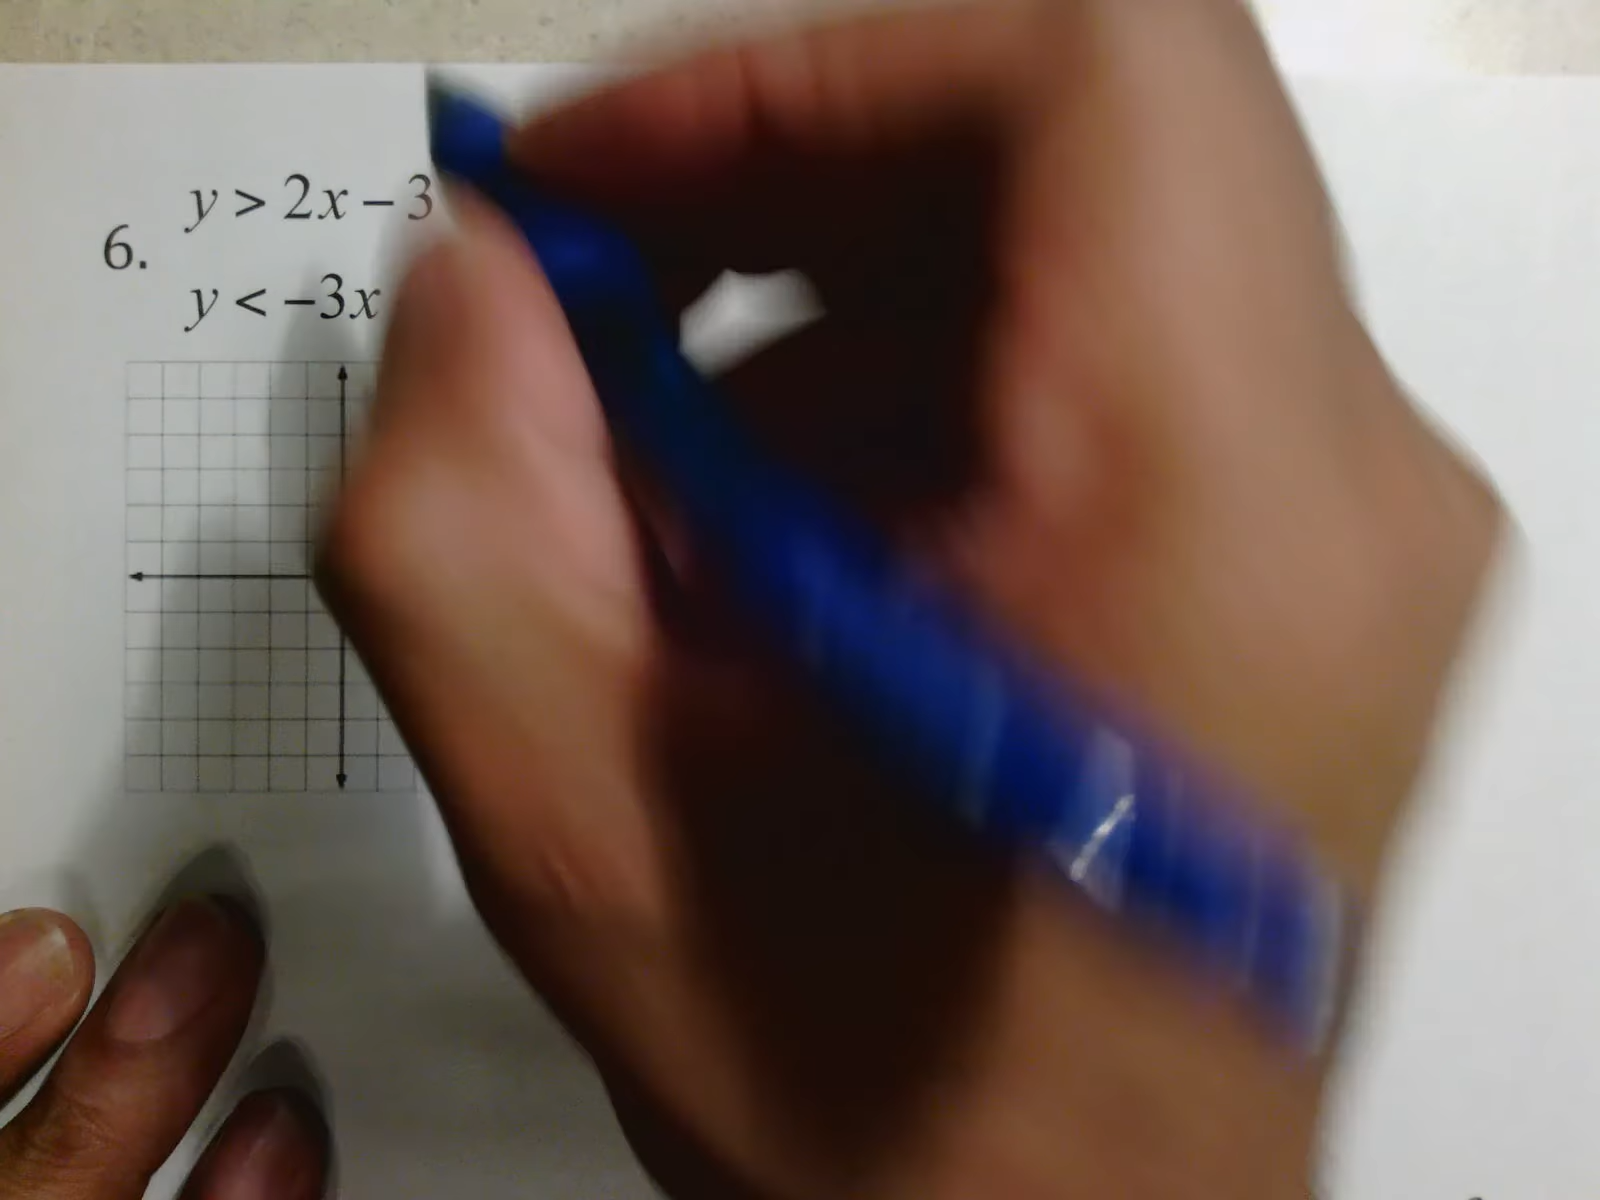 6.
y > 2x – 3
y < –3x